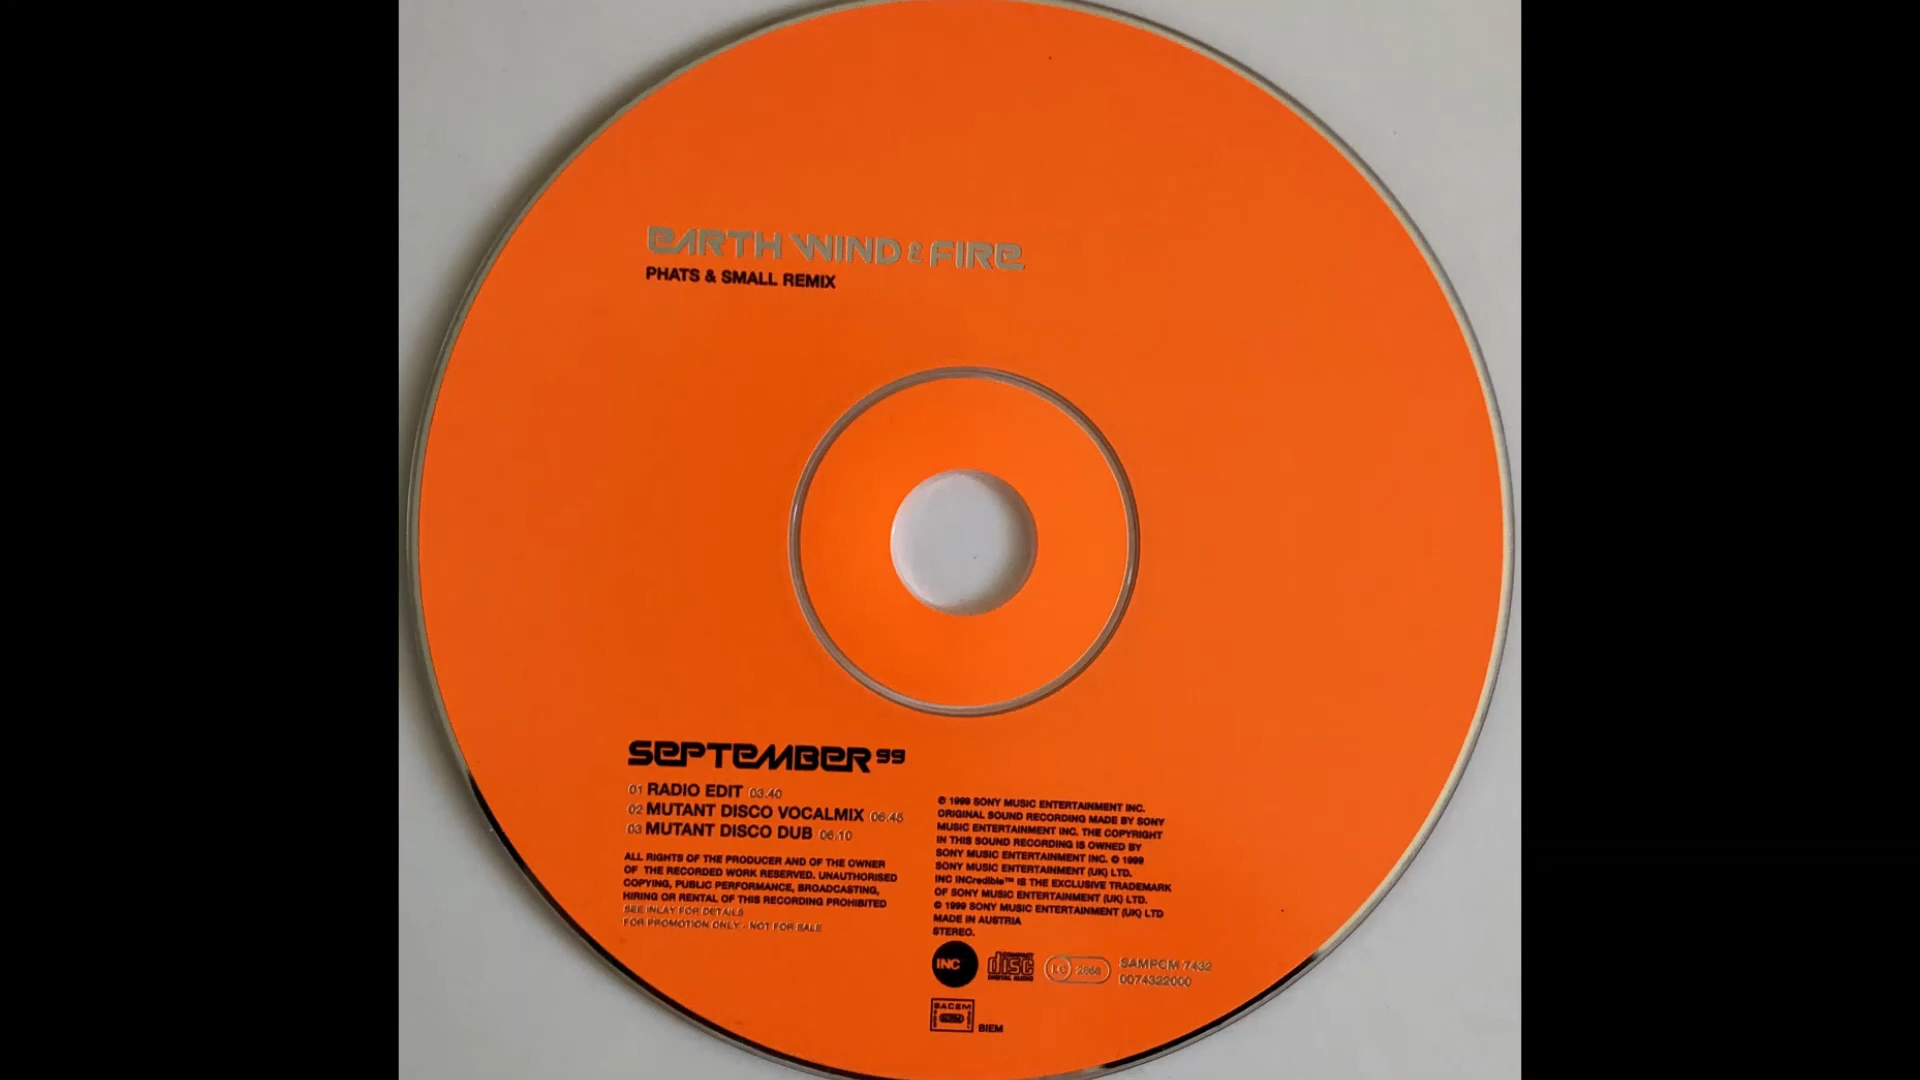 EARTH WIND & FIRE
PHATS & SMALL REMIX
SEPTEMBER 99
01 RADIO EDIT 03.40
02 MUTANT DISCO VOCALMIX 06.45
03 MUTANT DISCO DUB 06.10
ALL RIGHTS OF THE PRODUCER AND OF THE OWNER
OF THE RECORDED WORK RESERVED. UNAUTHORISED
COPYING, PUBLIC PERFORMANCE, BROADCASTING,
HIRING OR RENTAL OF THIS RECORDING PROHIBITED
SEE INLAY FOR DETAILS
FOR PROMOTION ONLY - NOT FOR SALE
℗ 1999 SONY MUSIC ENTERTAINMENT INC.
ORIGINAL SOUND RECORDING MADE BY SONY
MUSIC ENTERTAINMENT INC. THE COPYRIGHT
IN THIS SOUND RECORDING IS OWNED BY
SONY MUSIC ENTERTAINMENT INC. © 1999
SONY MUSIC ENTERTAINMENT (UK) LTD.
INC INCredible™ IS THE EXCLUSIVE TRADEMARK
OF SONY MUSIC ENTERTAINMENT (UK) LTD.
© 1999 SONY MUSIC ENTERTAINMENT (UK) LTD
MADE IN AUSTRIA
STEREO.
INC
COMPACT disc DIGITAL AUDIO
LC
SAMPCM 7432
0074322000
SACEM
BIEM